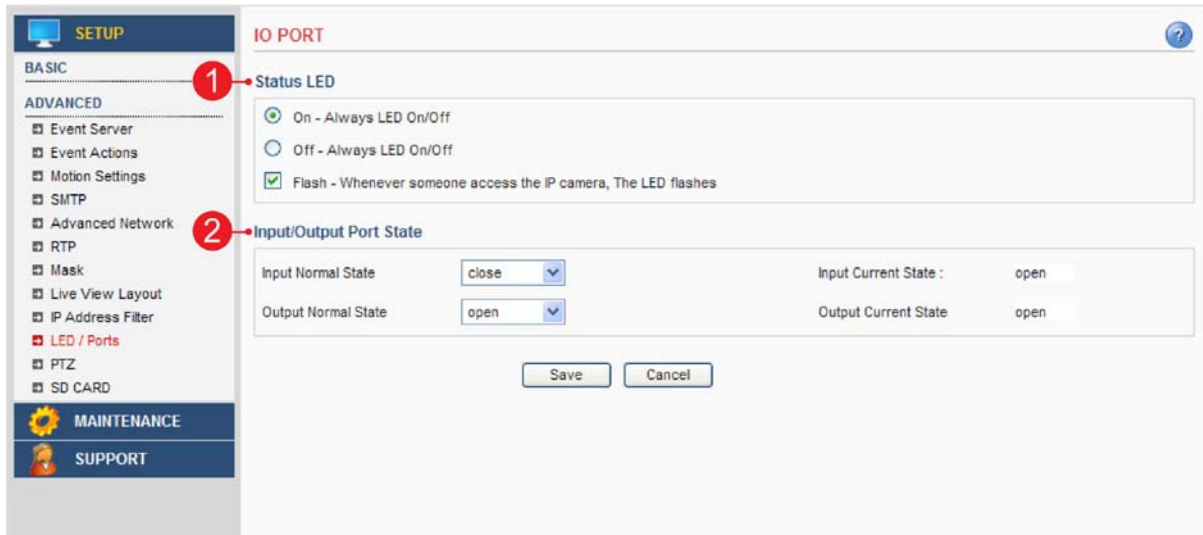 SETUP
BASIC
ADVANCED
Event Server
Event Actions
Motion Settings
SMTP
Advanced Network
RTP
Mask
Live View Layout
IP Address Filter
LED / Ports
PTZ
SD CARD
MAINTENANCE
SUPPORT
IO PORT
?
1
Status LED
On - Always LED On/Off
Off - Always LED On/Off
Flash - Whenever someone access the IP camera, The LED flashes
2
Input/Output Port State
Input Normal State close Input Current State : open
Output Normal State open Output Current State open
Save Cancel